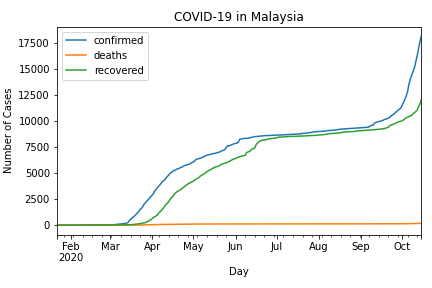 COVID-19 in Malaysia
confirmed
deaths
recovered
Number of Cases
17500
15000
12500
10000
7500
5000
2500
0
Feb Mar Apr May Jun Jul Aug Sep Oct
2020
Day